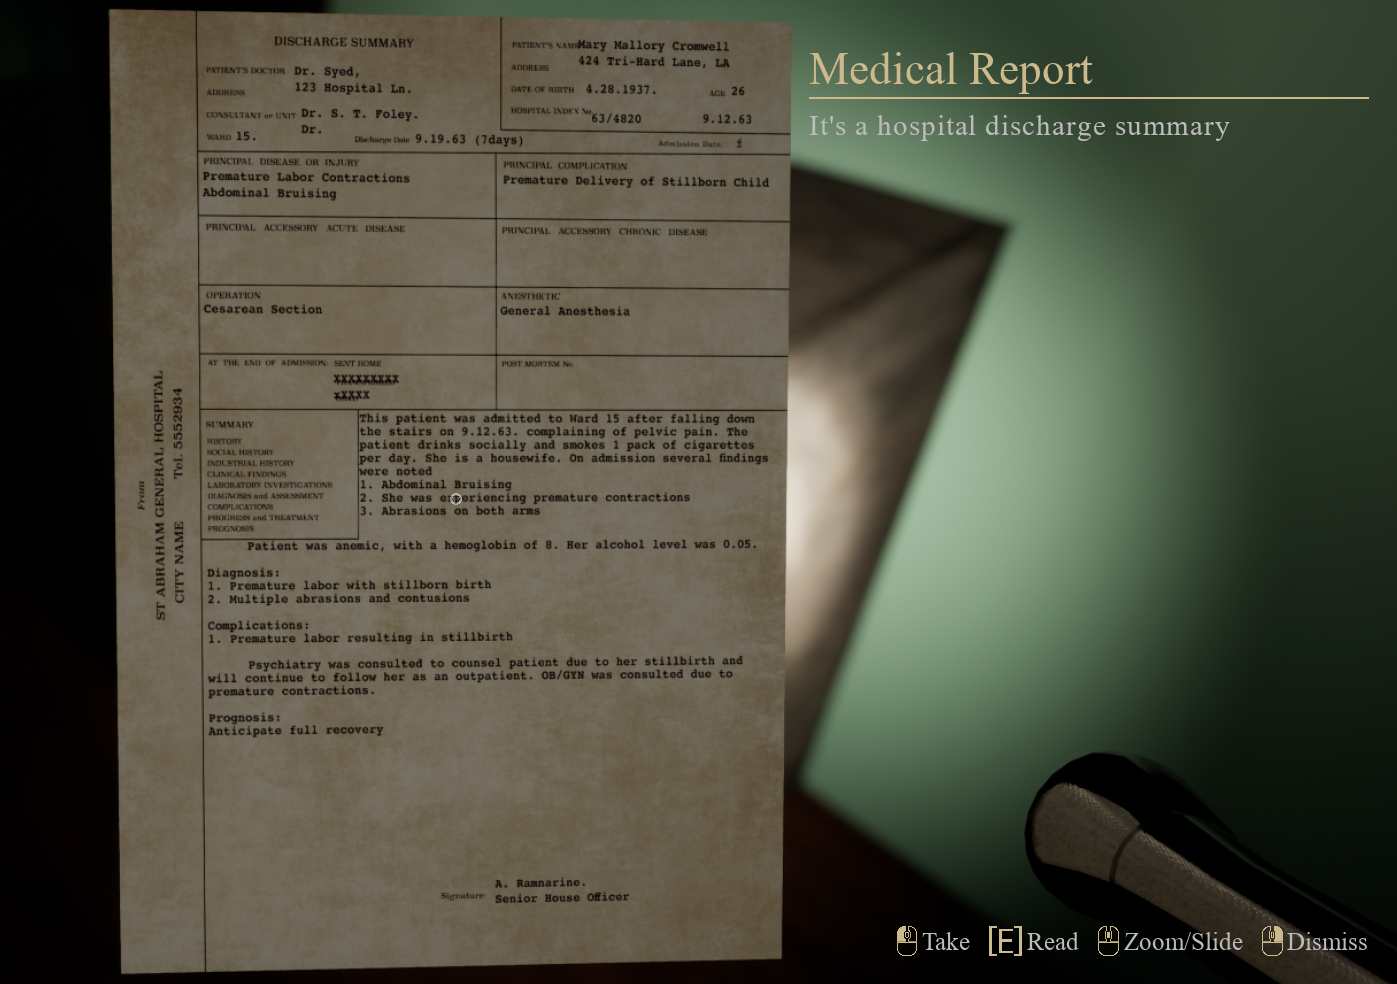 Medical Report
It's a hospital discharge summary
DISCHARGE SUMMARY
PATIENT'S DOCTOR Dr. Syed,
ADDRESS 123 Hospital Ln.
CONSULTANT or UNIT Dr. S. T. Foley.
Dr.
WARD 15.
Discharge Date 9.19.63 (7days)
PATIENT'S NAME Mary Mallory Cromwell
ADDRESS 424 Tri-Hard Lane, LA
DATE OF BIRTH 4.28.1937. AGE 26
HOSPITAL INDEX No. 63/4820 9.12.63
Admission Date:
PRINCIPAL DISEASE OR INJURY
Premature Labor Contractions
Abdominal Bruising
PRINCIPAL COMPLICATION
Premature Delivery of Stillborn Child
PRINCIPAL ACCESSORY ACUTE DISEASE
PRINCIPAL ACCESSORY CHRONIC DISEASE
OPERATION
Cesarean Section
ANESTHETIC
General Anesthesia
AT THE END OF ADMISSION: SENT HOME
XXXXXXXXX
xXXXX
POST MORTEM No.
SUMMARY
HISTORY
SOCIAL HISTORY
INDUSTRIAL HISTORY
CLINICAL FINDINGS
LABORATORY INVESTIGATIONS
DIAGNOSIS and ASSESSMENT
COMPLICATIONS
PROGRESS and TREATMENT
PROGNOSIS
This patient was admitted to Ward 15 after falling down
the stairs on 9.12.63. complaining of pelvic pain. The
patient drinks socially and smokes 1 pack of cigarettes
per day. She is a housewife. On admission several findings
were noted
1. Abdominal Bruising
2. She was experiencing premature contractions
3. Abrasions on both arms
Patient was anemic, with a hemoglobin of 8. Her alcohol level was 0.05.
Diagnosis:
1. Premature labor with stillborn birth
2. Multiple abrasions and contusions
Complications:
1. Premature labor resulting in stillbirth
Psychiatry was consulted to counsel patient due to her stillbirth and
will continue to follow her as an outpatient. OB/GYN was consulted due to
premature contractions.
Prognosis:
Anticipate full recovery
A. Ramnarine.
Signature: Senior House Officer
From
ST ABRAHAM GENERAL HOSPITAL
CITY NAME Tel. 5552934
Take [E] Read Zoom/Slide Dismiss